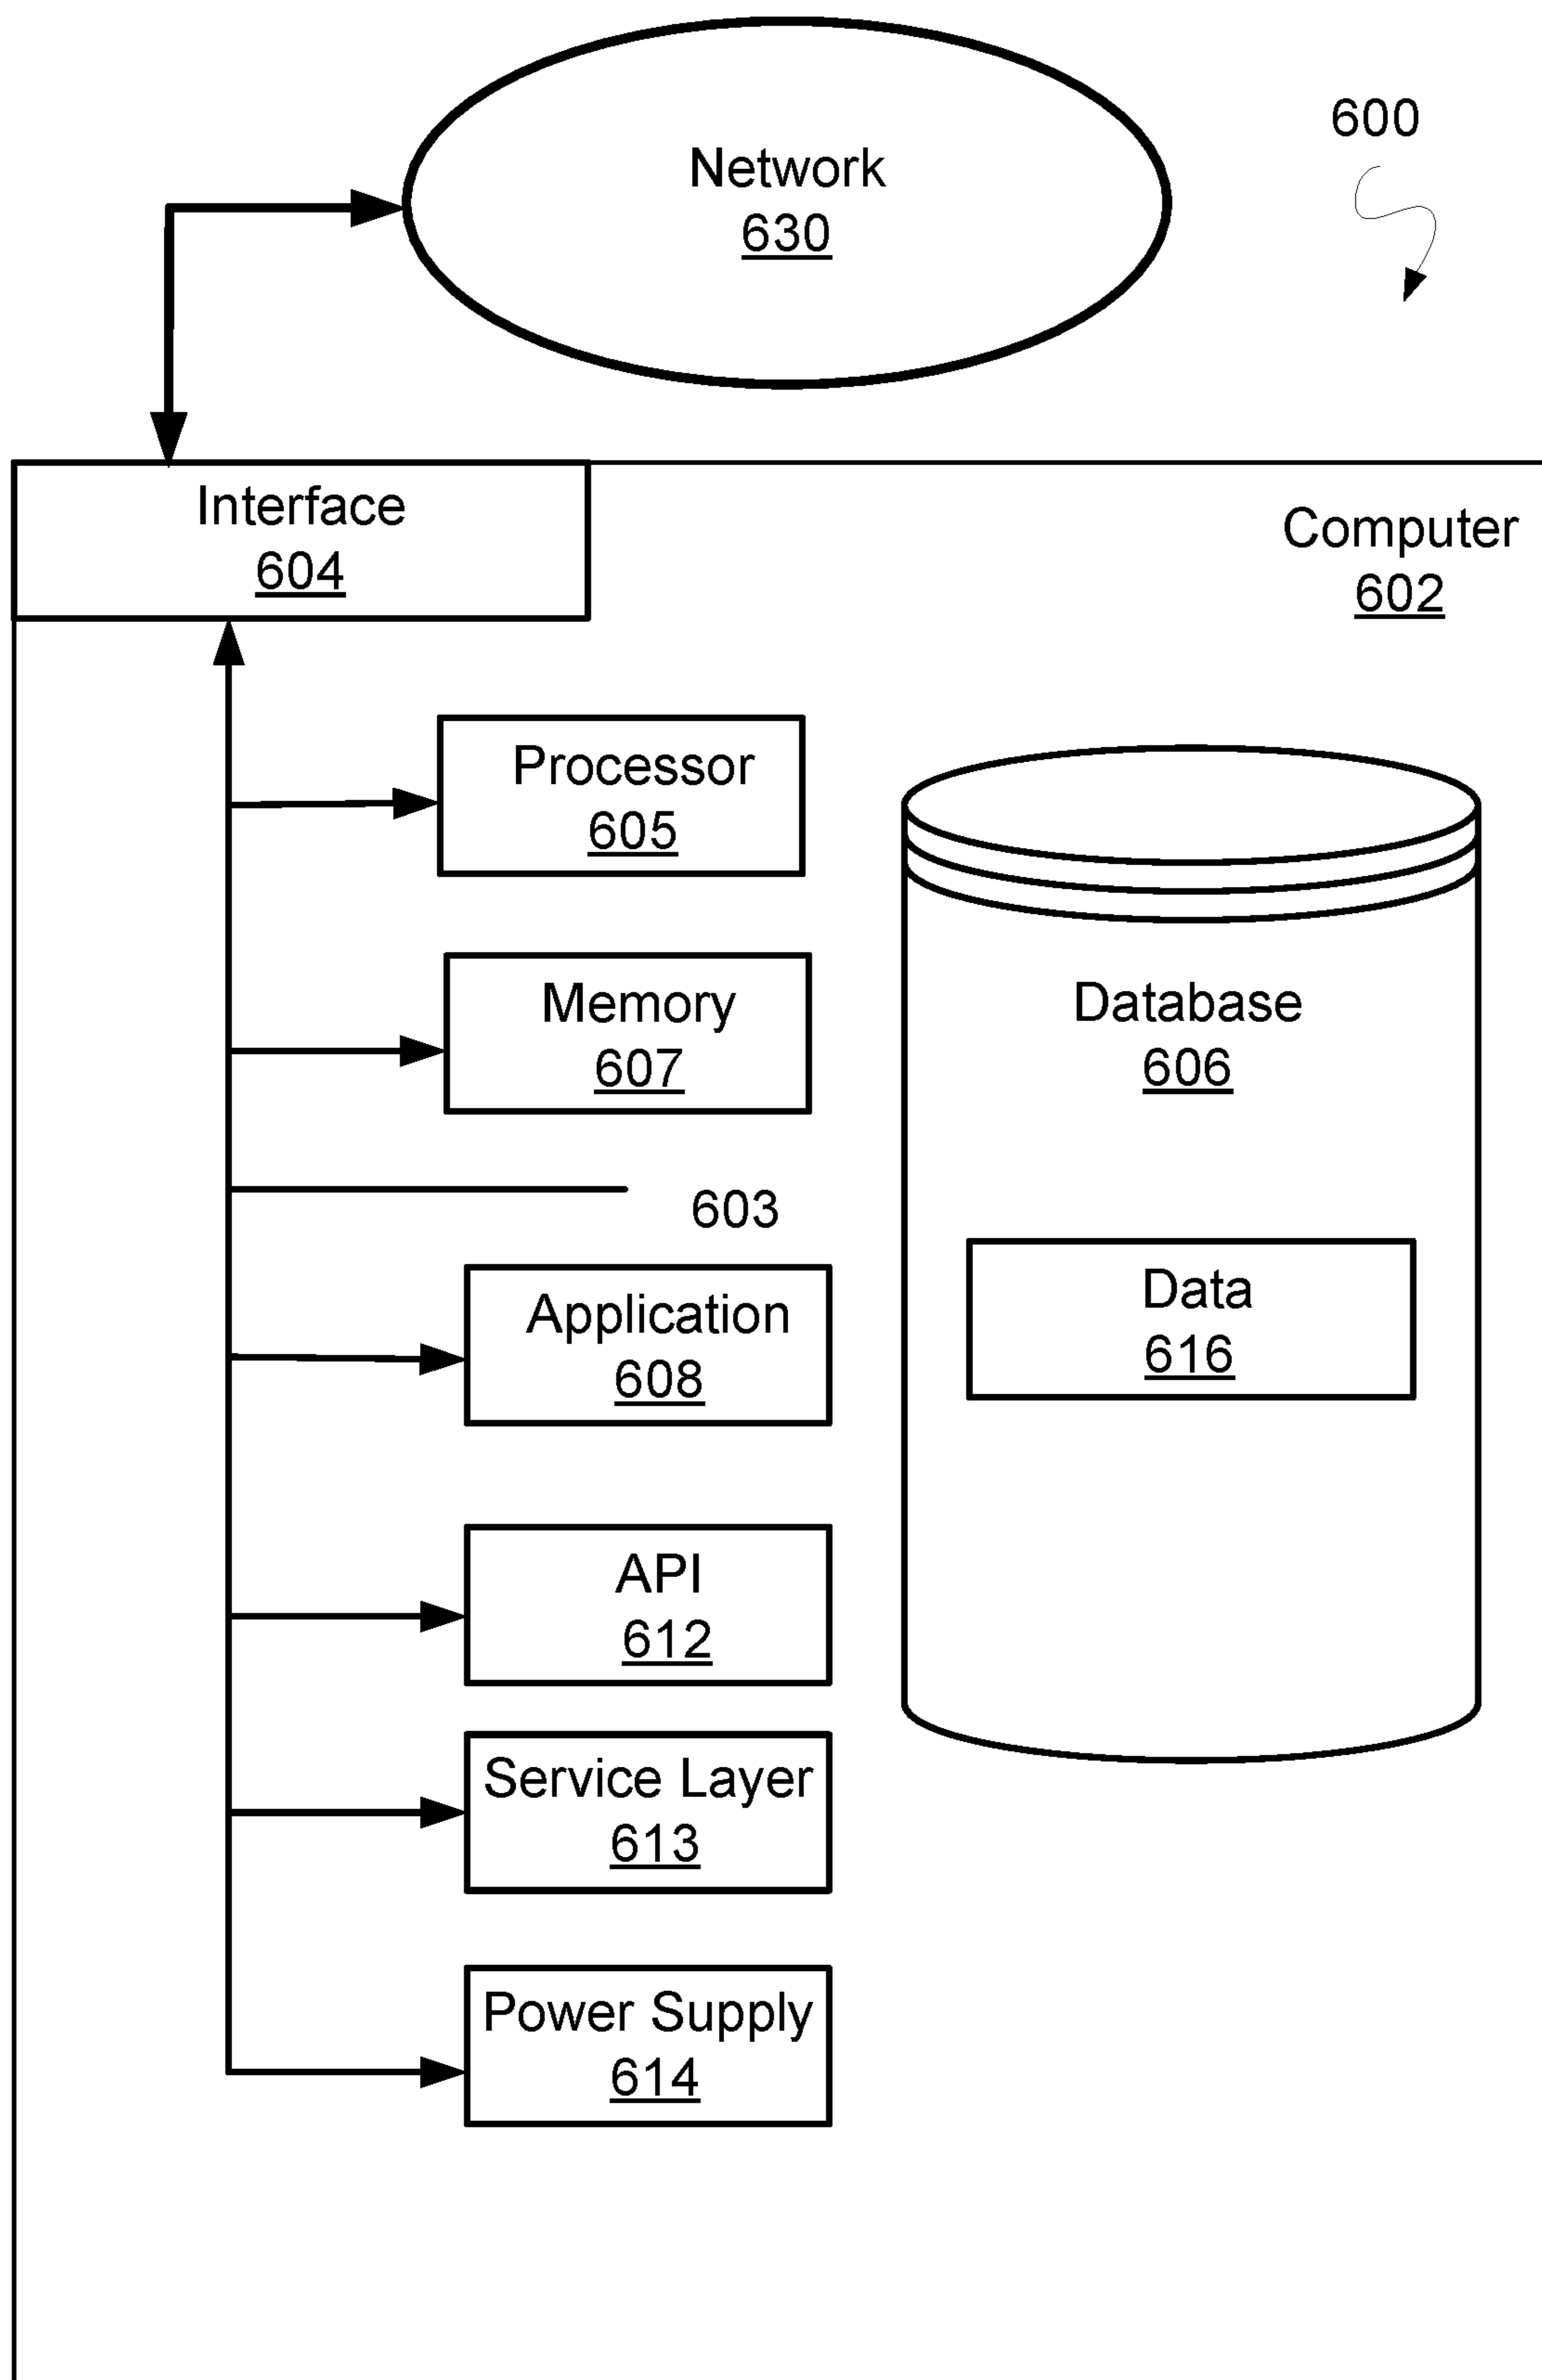 Network
630
600
Interface
604
Computer
602
Processor
605
Memory
607
Database
606
603
Data
616
Application
608
API
612
Service Layer
613
Power Supply
614